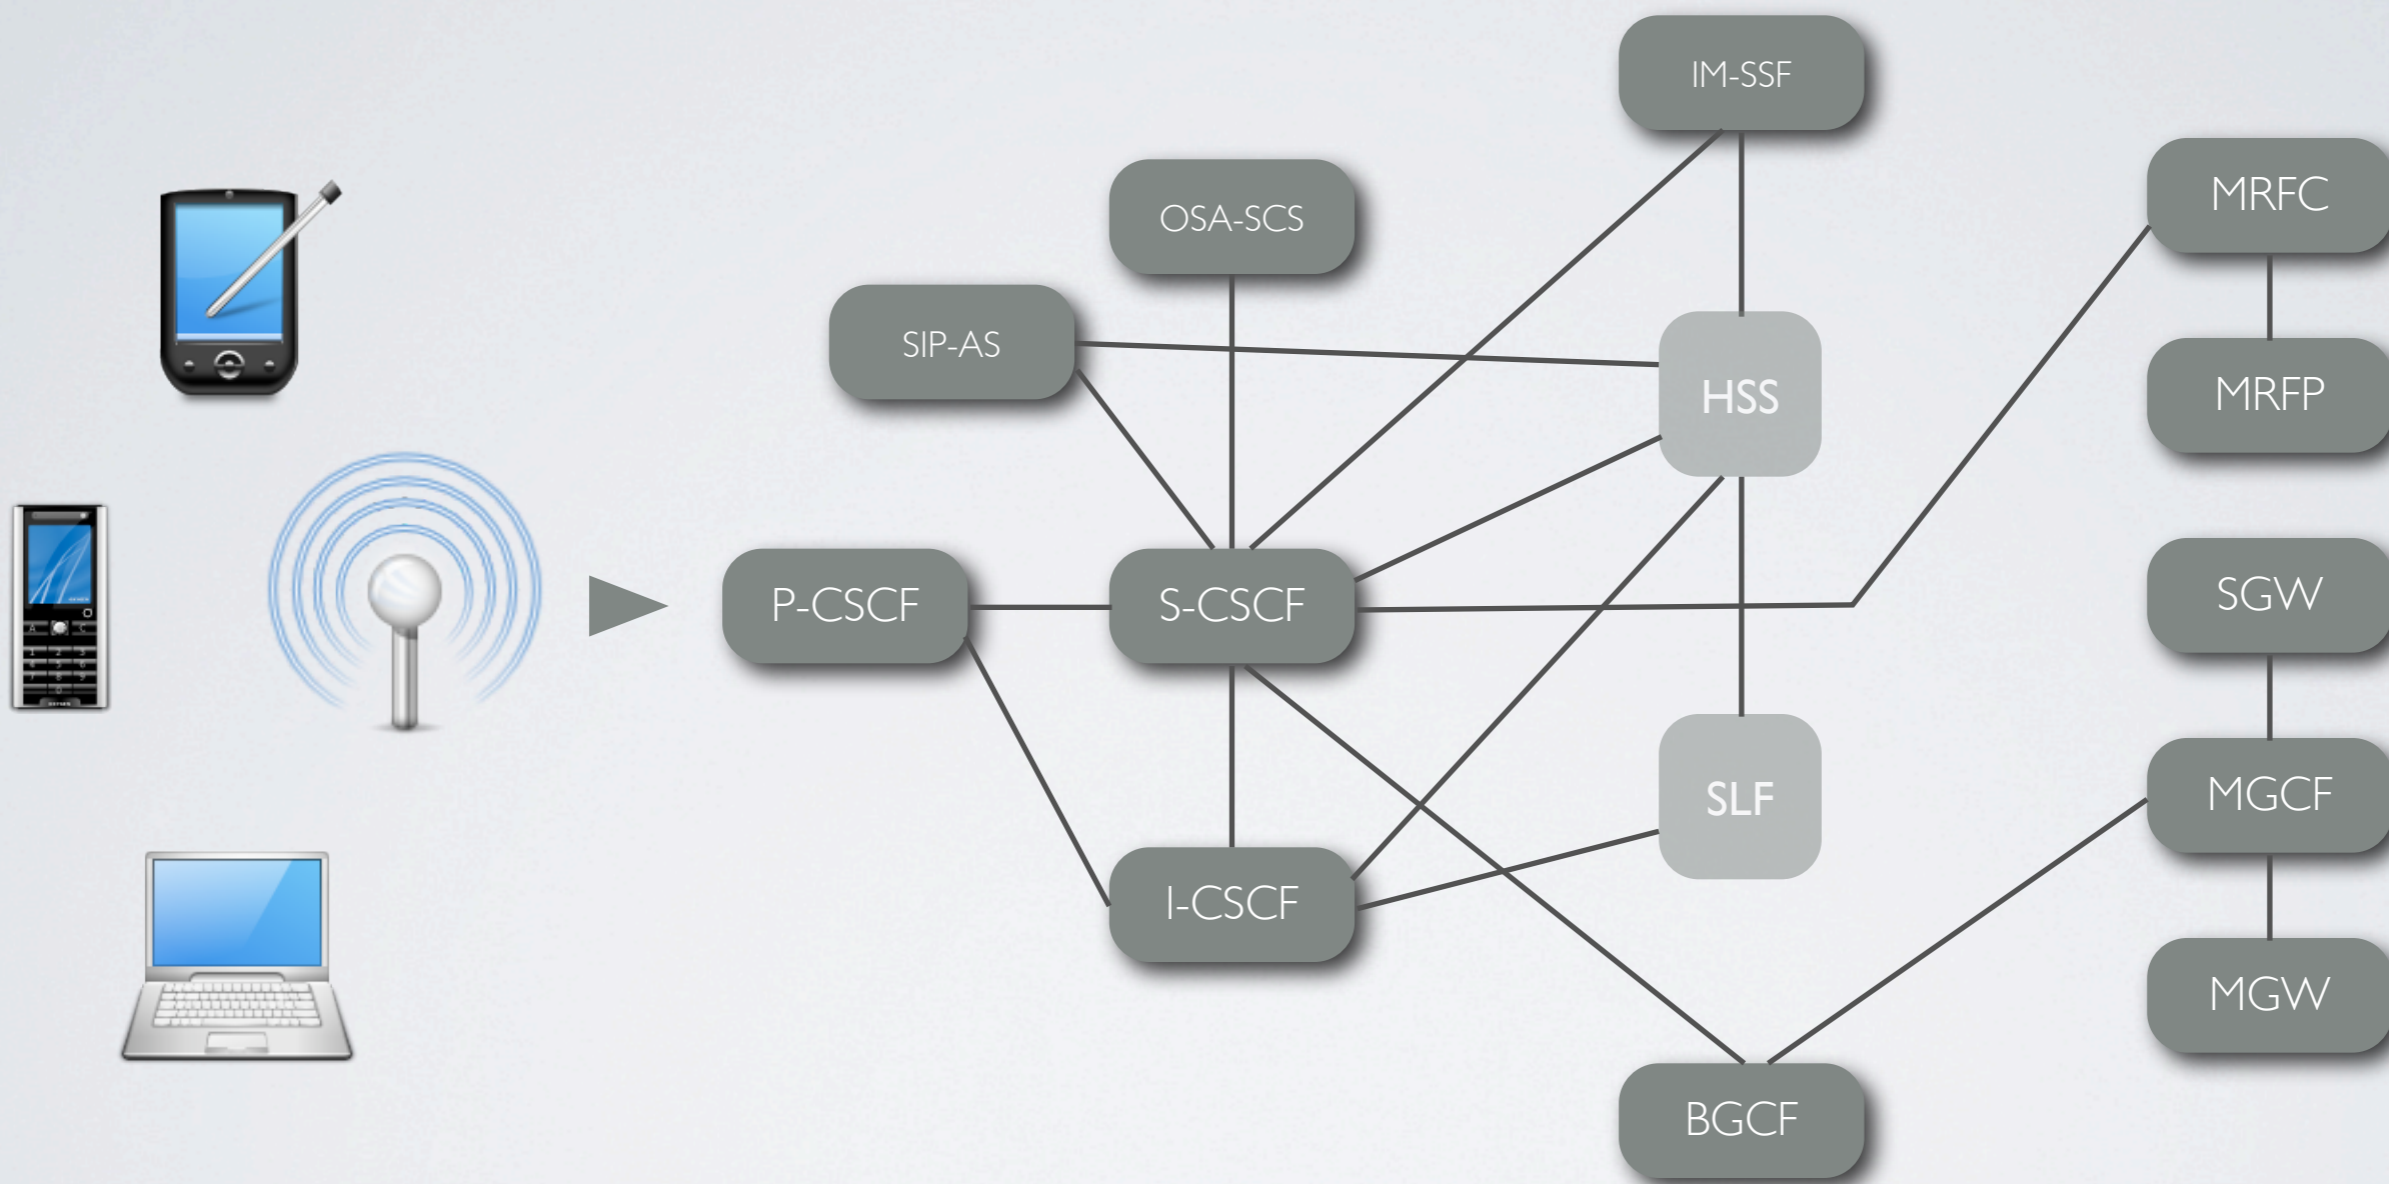 IM-SSF
OSA-SCS
SIP-AS
HSS
P-CSCF
S-CSCF
SLF
I-CSCF
BGCF
MRFC
MRFP
SGW
MGCF
MGW